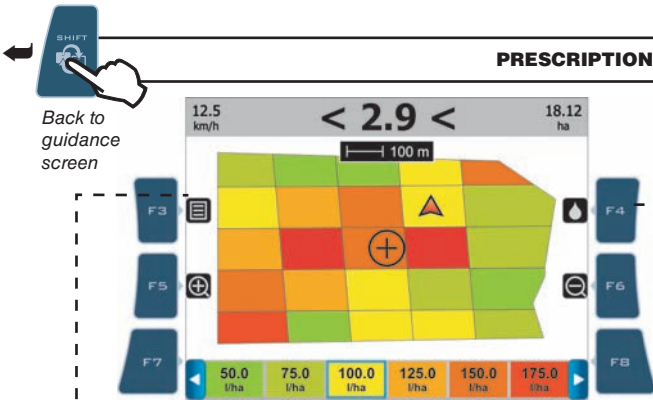 SHIFT
PRESCRIPTION
Back to
guidance
screen
12.5
km/h
< 2.9 <
18.12
ha
100 m
F3
F4
F5
F6
F7
F8
50.0 75.0 100.0 125.0 150.0 175.0
l/ha l/ha l/ha l/ha l/ha l/ha